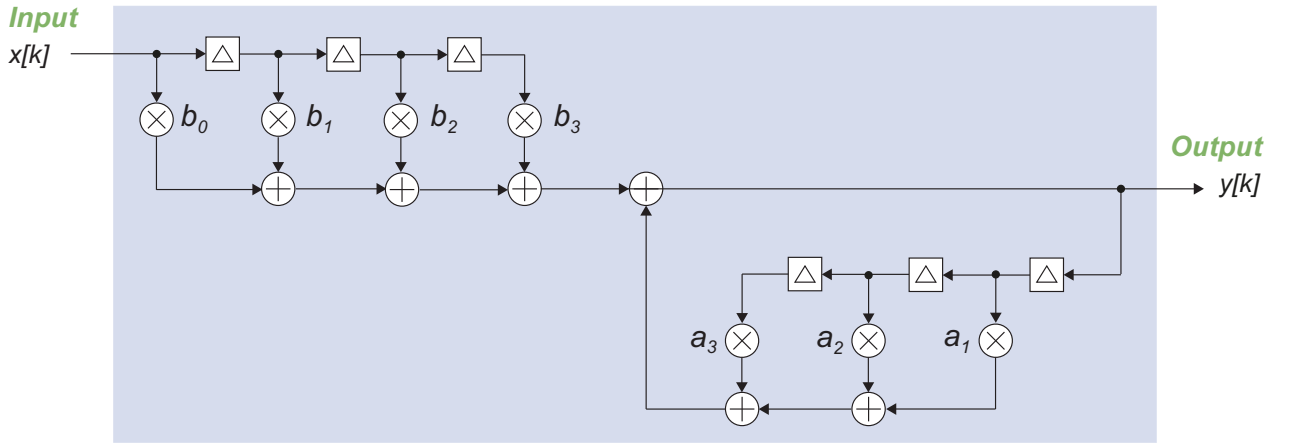 Input
x[k]
b₀ b₁ b₂ b₃
Output
y[k]
a₃ a₂ a₁